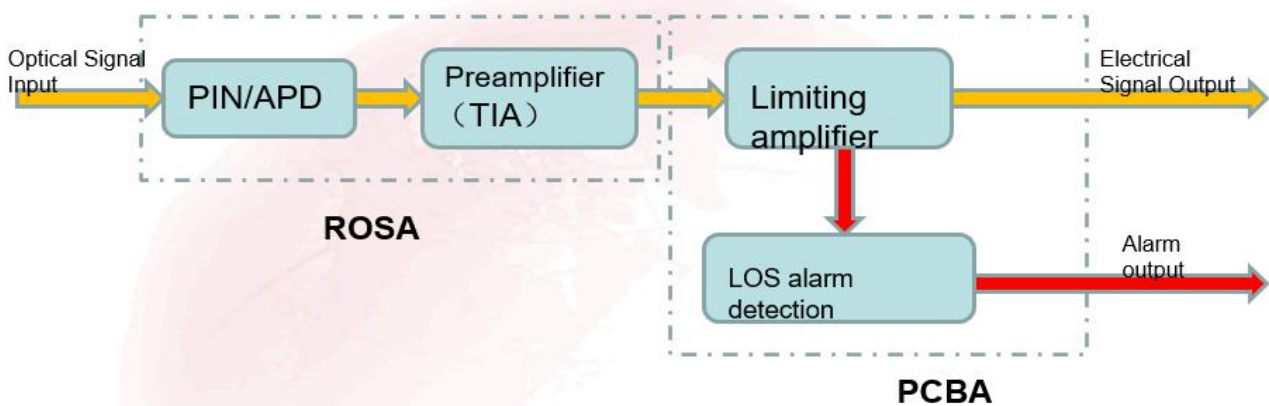 Optical Signal
Input
PIN/APD
Preamplifier
（TIA）
Limiting
amplifier
Electrical
Signal Output
ROSA
LOS alarm
detection
Alarm
output
PCBA